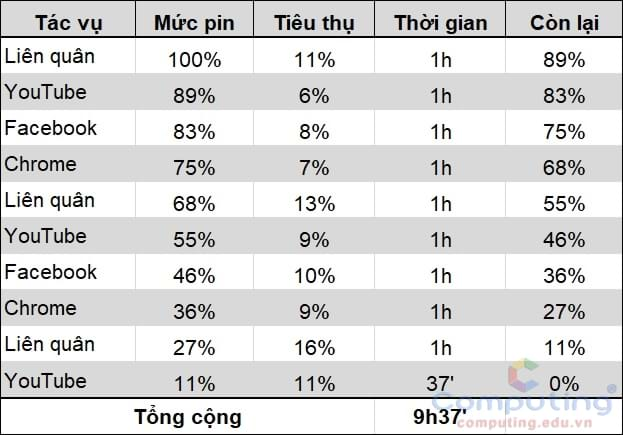 Tác vụ Mức pin Tiêu thụ Thời gian Còn lại
Liên quân 100% 11% 1h 89%
YouTube 89% 6% 1h 83%
Facebook 83% 8% 1h 75%
Chrome 75% 7% 1h 68%
Liên quân 68% 13% 1h 55%
YouTube 55% 9% 1h 46%
Facebook 46% 10% 1h 36%
Chrome 36% 9% 1h 27%
Liên quân 27% 16% 1h 11%
YouTube 11% 11% 37' 0%
Tổng cộng 9h37'
Computing®
computing.edu.vn